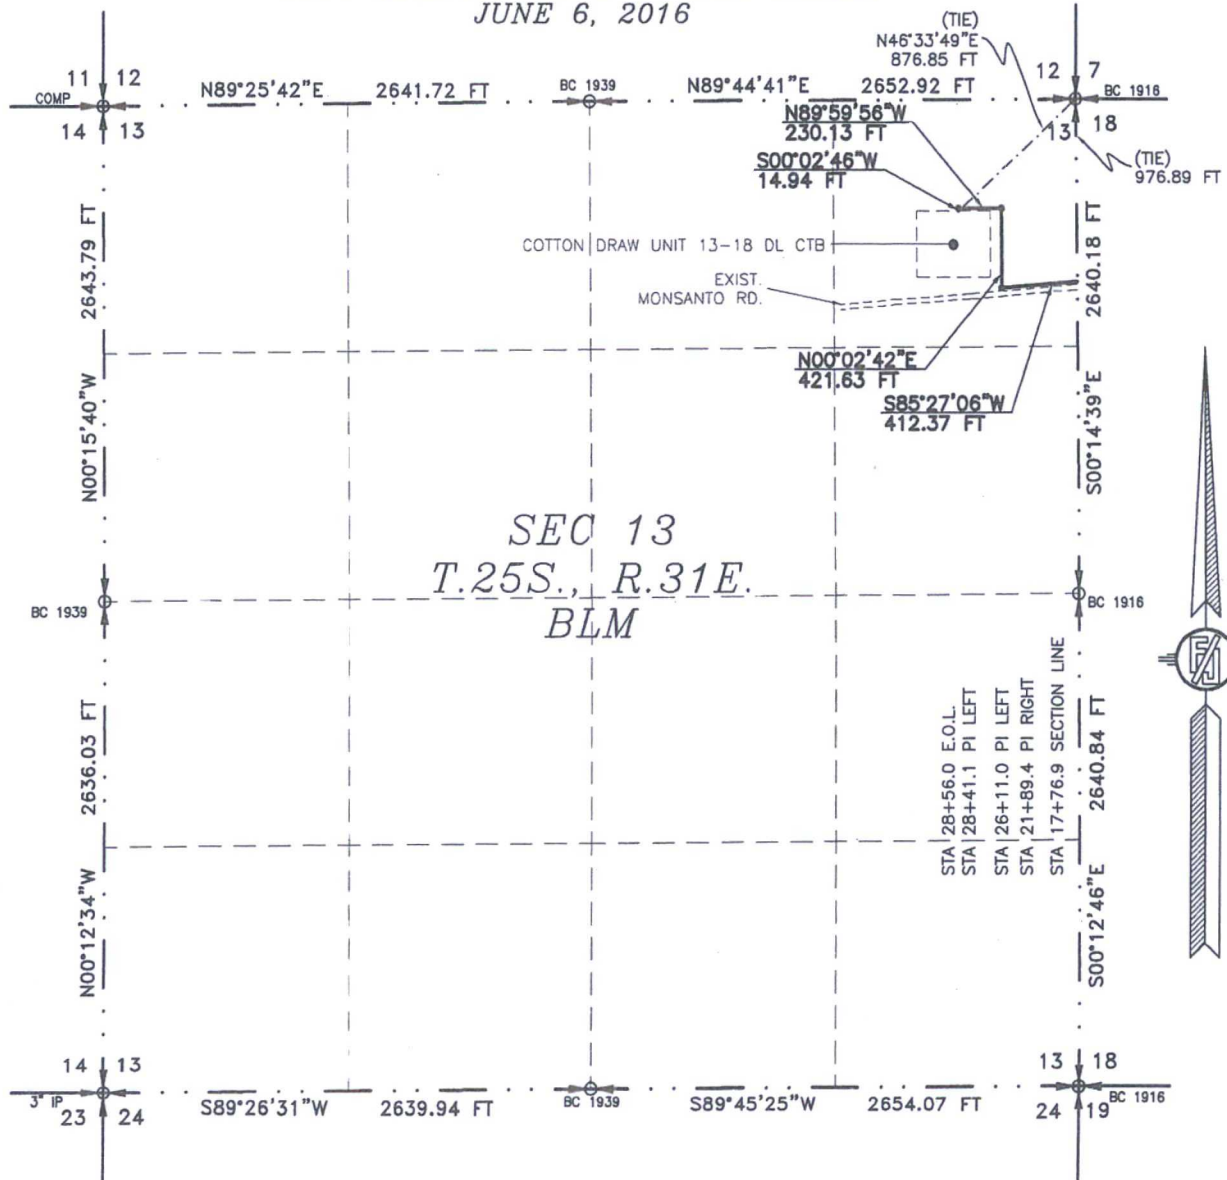 JUNE 6, 2016
(TIE)
N46°33'49"E
876.85 FT
11 12
COMP
14 13
N89°25'42"E 2641.72 FT
BC 1939
N89°44'41"E 2652.92 FT
12 7
BC 1916
13 18
(TIE)
976.89 FT
N89°59'56"W
230.13 FT
S00°02'46"W
14.94 FT
COTTON DRAW UNIT 13-18 DL CTB
EXIST.
MONSANTO RD.
2643.79 FT
N00°15'40"W
2640.18 FT
S00°14'39"E
N00°02'42"E
421.63 FT
S85°27'06"W
412.37 FT
SEC 13
T.25S., R.31E.
BLM
BC 1939
BC 1916
STA 28+56.0 E.O.L.
STA 28+41.1 PI LEFT
STA 26+11.0 PI LEFT
STA 21+89.4 PI RIGHT
STA 17+76.9 SECTION LINE
2636.03 FT
N00°12'34"W
2640.84 FT
S00°12'46"E
14 13
3" IP
23 24
S89°26'31"W 2639.94 FT
BC 1939
S89°45'25"W 2654.07 FT
13 18
24 19
BC 1916